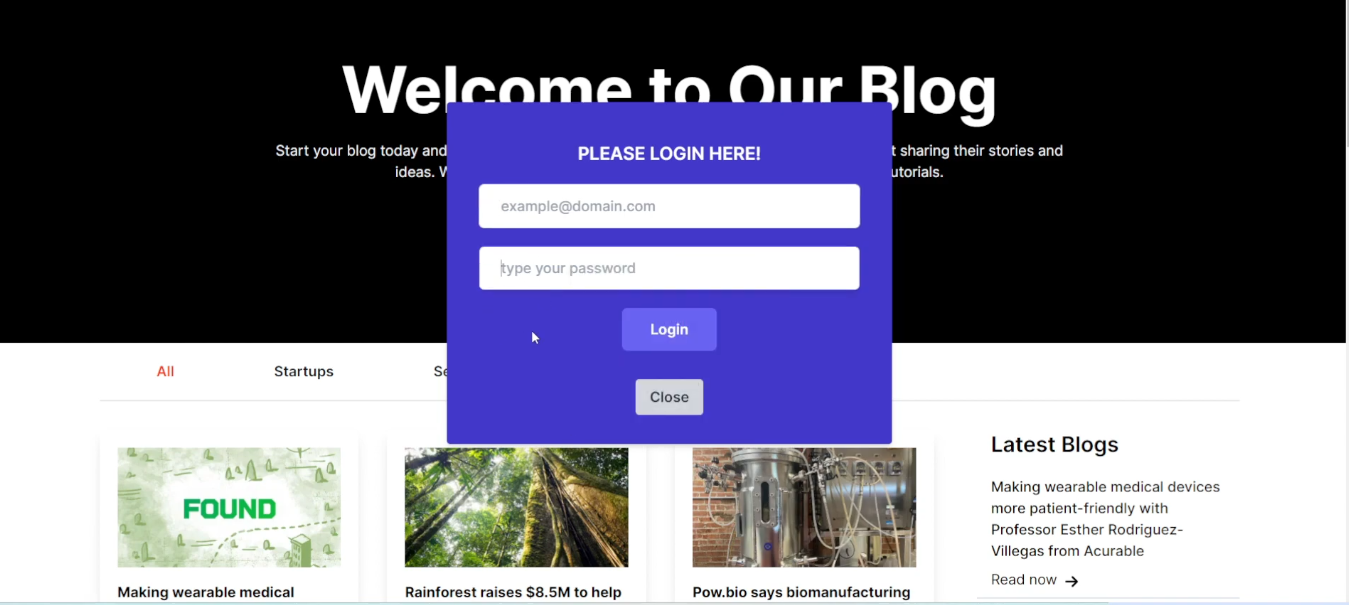 Welcome to Our Blog
Start your blog today and
t sharing their stories and
ideas. W
utorials.
PLEASE LOGIN HERE!
example@domain.com
type your password
Login
Close
All
Startups
Se
Latest Blogs
Making wearable medical devices
more patient-friendly with
Professor Esther Rodriguez-
Villegas from Acurable
Read now →
FOUND
Making wearable medical
Rainforest raises $8.5M to help
Pow.bio says biomanufacturing